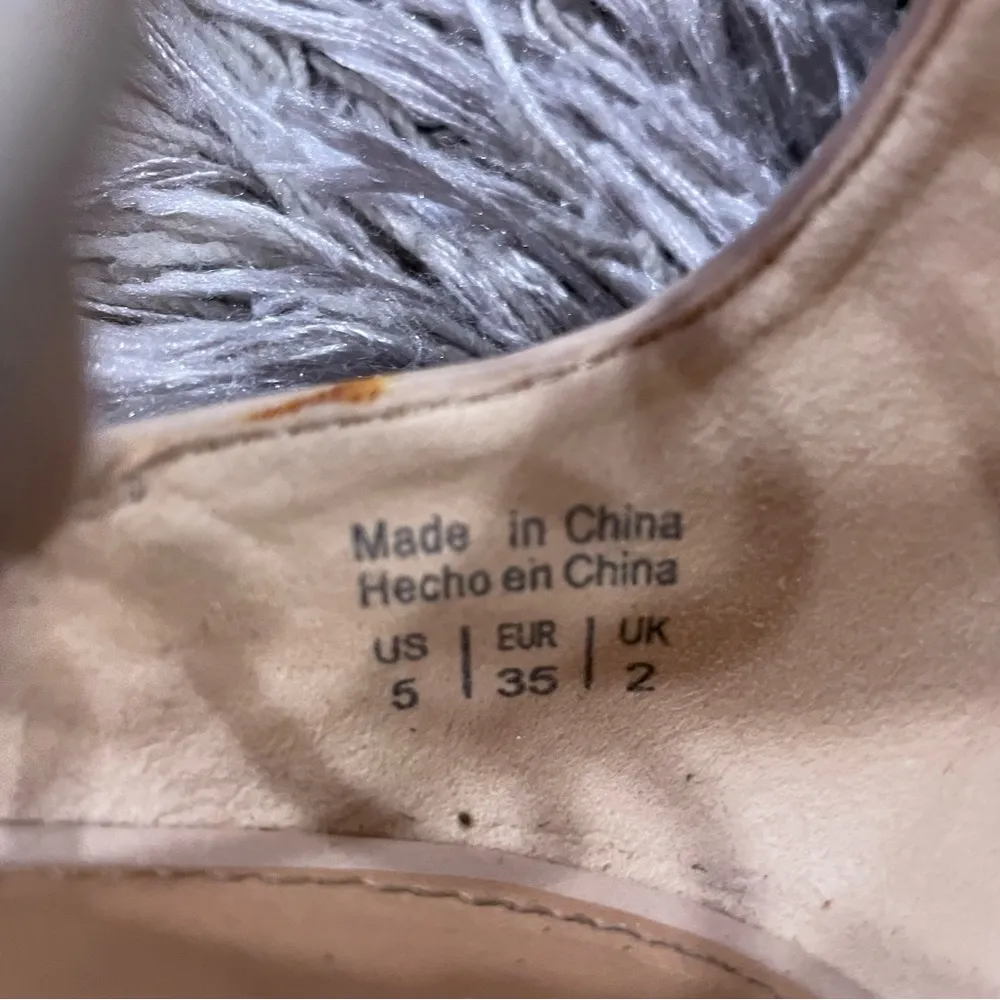 Made in China
Hecho en China
US | EUR | UK
5 | 35 | 2